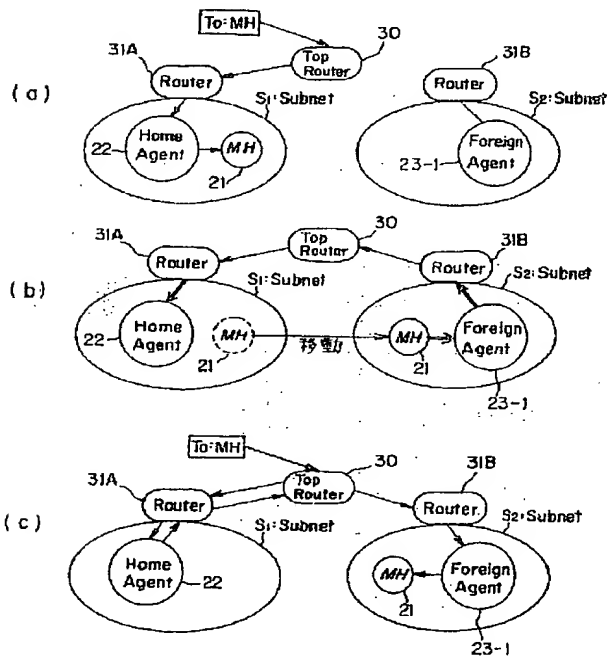 To:MH
30
31A
Top
Router
31B
(a)
Router
Router
S1:Subnet
S2:Subnet
Home
Agent
MH
Foreign
Agent
22
21
23-1
30
31A
Top
Router
31B
Router
Router
S1:Subnet
S2:Subnet
(b)
Home
Agent
MH
MH
Foreign
Agent
22
21
移動
21
23-1
To:MH
30
31A
Top
Router
31B
Router
Router
(c)
S1:Subnet
S2:Subnet
Home
Agent
22
MH
Foreign
Agent
21
23-1